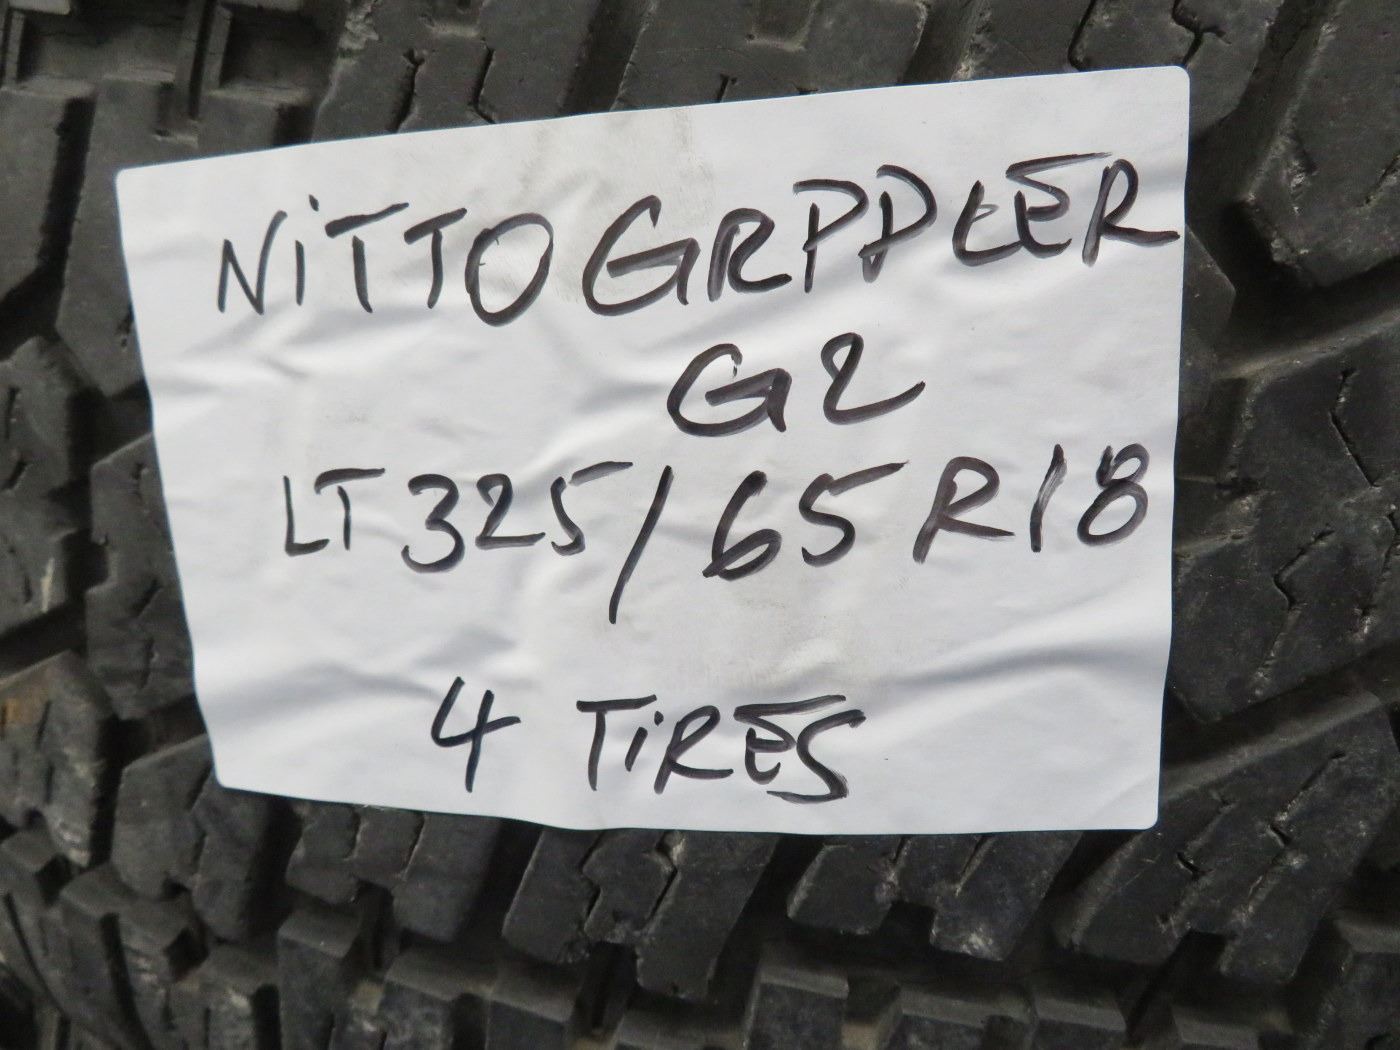 NiTTO GRPPLER
G2
LT 325/65 R18
4 TiRES